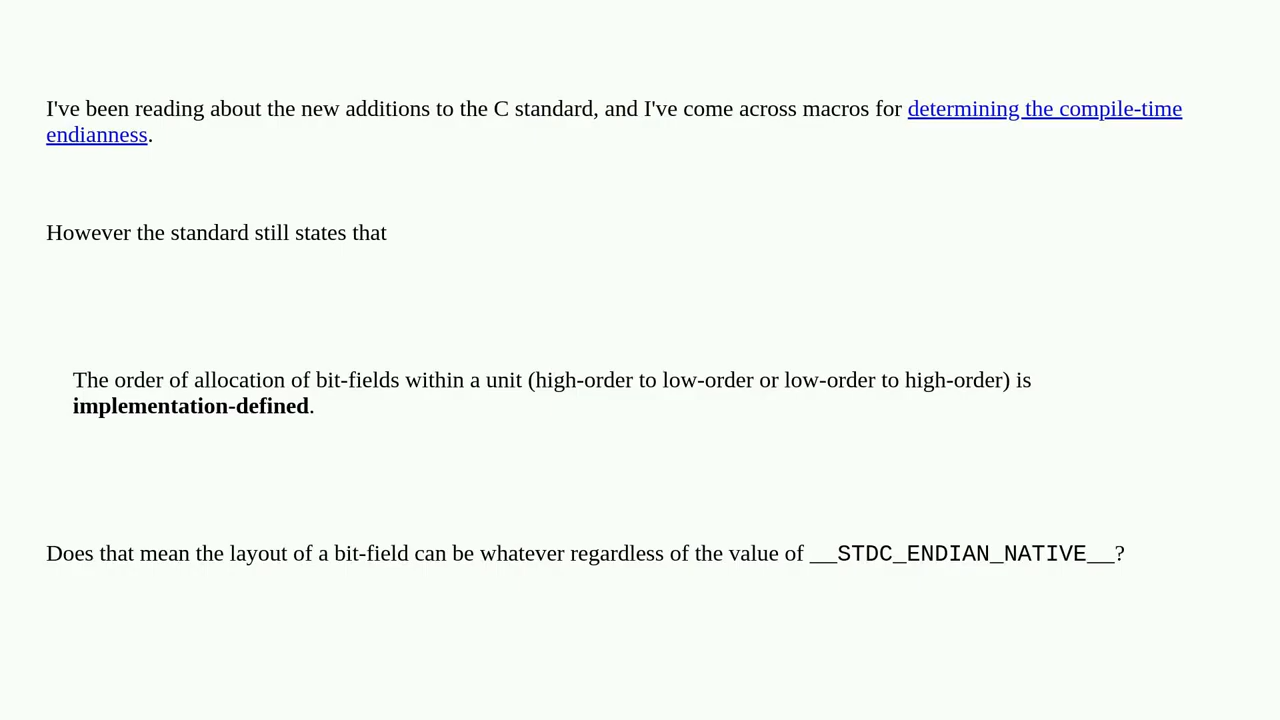 I've been reading about the new additions to the C standard, and I've come across macros for determining the compile-time
endianness.
However the standard still states that
The order of allocation of bit-fields within a unit (high-order to low-order or low-order to high-order) is
implementation-defined.
Does that mean the layout of a bit-field can be whatever regardless of the value of __STDC_ENDIAN_NATIVE__?